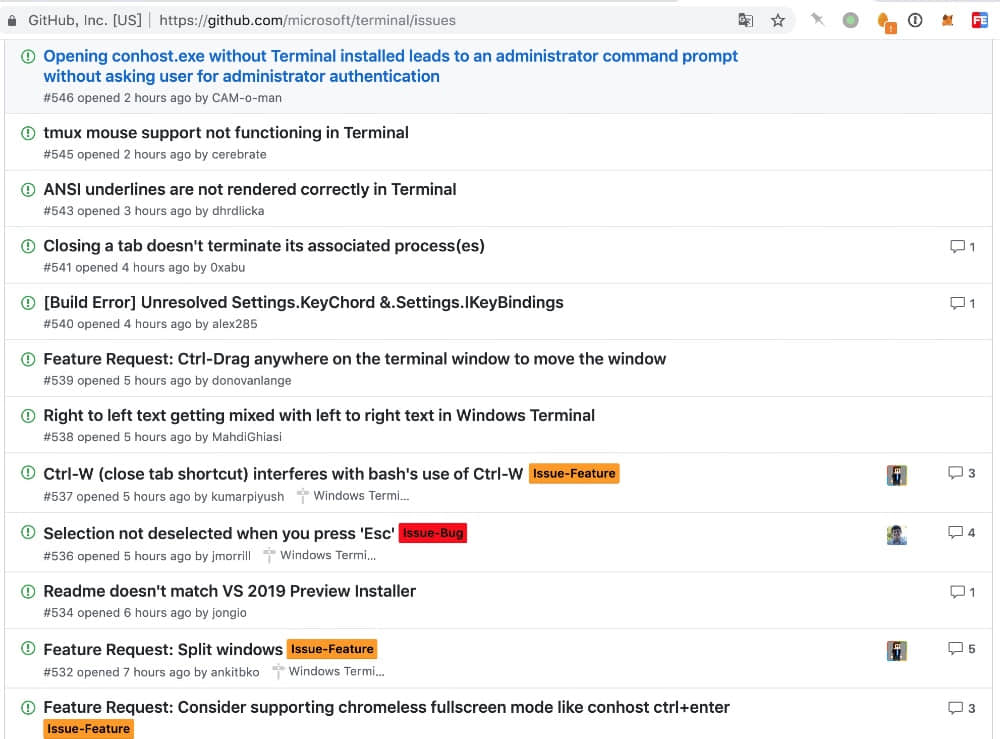 GitHub, Inc. [US] | https://github.com/microsoft/terminal/issues
Opening conhost.exe without Terminal installed leads to an administrator command prompt
without asking user for administrator authentication
#546 opened 2 hours ago by CAM-o-man
tmux mouse support not functioning in Terminal
#545 opened 2 hours ago by cerebrate
ANSI underlines are not rendered correctly in Terminal
#543 opened 3 hours ago by dhrdlicka
Closing a tab doesn't terminate its associated process(es) 1
#541 opened 4 hours ago by 0xabu
[Build Error] Unresolved Settings.KeyChord &.Settings.IKeyBindings 1
#540 opened 4 hours ago by alex285
Feature Request: Ctrl-Drag anywhere on the terminal window to move the window
#539 opened 5 hours ago by donovanlange
Right to left text getting mixed with left to right text in Windows Terminal
#538 opened 5 hours ago by MahdiGhiasi
Ctrl-W (close tab shortcut) interferes with bash's use of Ctrl-W Issue-Feature 3
#537 opened 5 hours ago by kumarpiyush Windows Termi...
Selection not deselected when you press 'Esc' Issue-Bug 4
#536 opened 5 hours ago by jmorrill Windows Termi...
Readme doesn't match VS 2019 Preview Installer 1
#534 opened 6 hours ago by jongio
Feature Request: Split windows Issue-Feature 5
#532 opened 7 hours ago by ankitbko Windows Termi...
Feature Request: Consider supporting chromeless fullscreen mode like conhost ctrl+enter 3
Issue-Feature